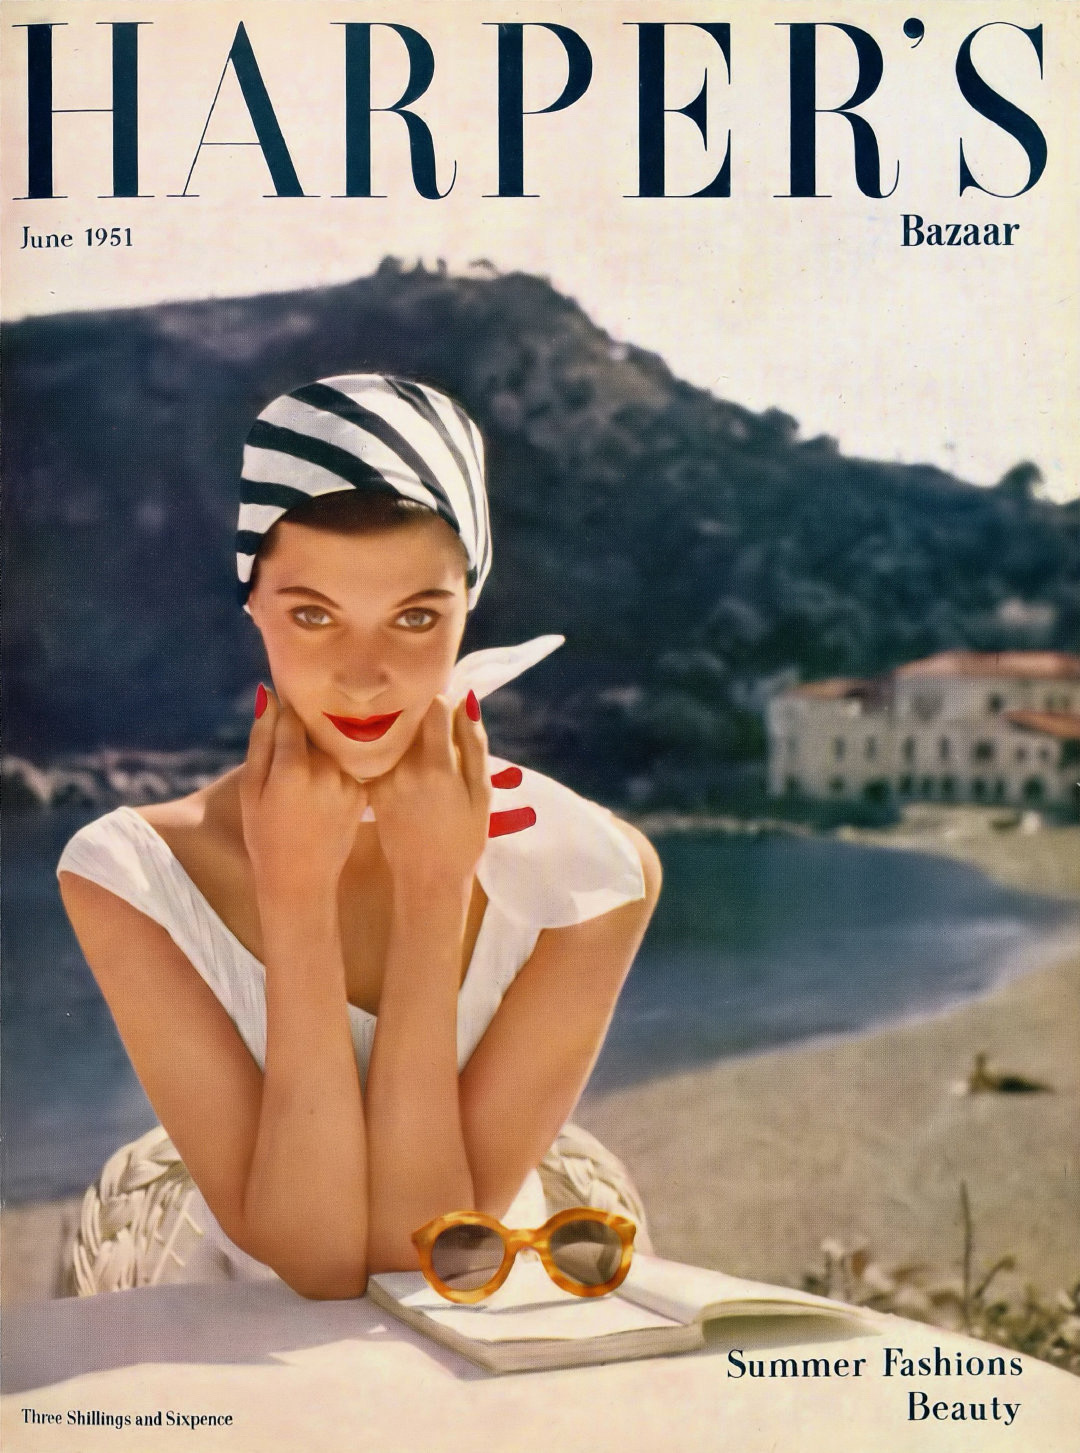 HARPER'S
June 1951
Bazaar
Summer Fashions
Beauty
Three Shillings and Sixpence